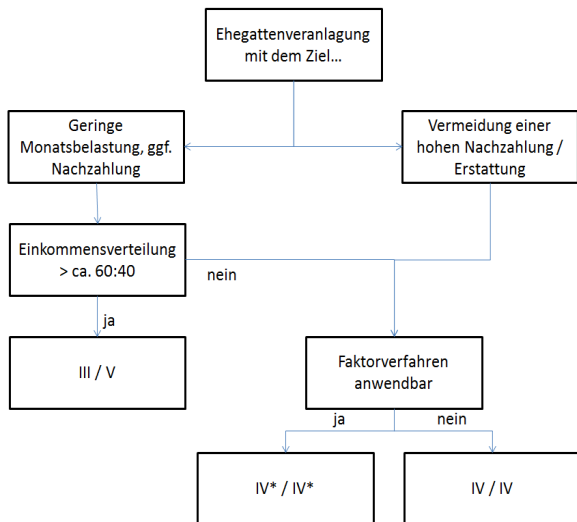 Ehegattenveranlagung
mit dem Ziel...
Geringe
Monatsbelastung, ggf.
Nachzahlung
Vermeidung einer
hohen Nachzahlung /
Erstattung
Einkommensverteilung
> ca. 60:40
nein
ja
III / V
Faktorverfahren
anwendbar
ja
nein
IV* / IV*
IV / IV